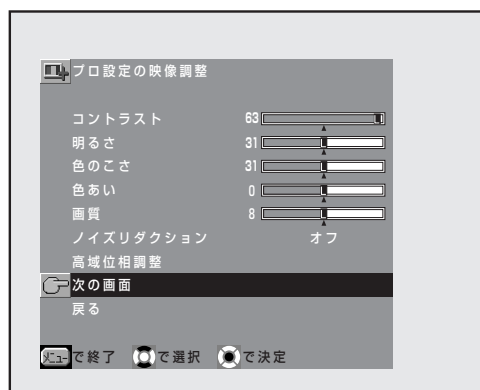 プロ設定の映像調整
コントラスト 63
明るさ 31
色のこさ 31
色あい 0
画質 8
ノイズリダクション オフ
高域位相調整
次の画面
戻る
メニューで終了 で選択 で決定